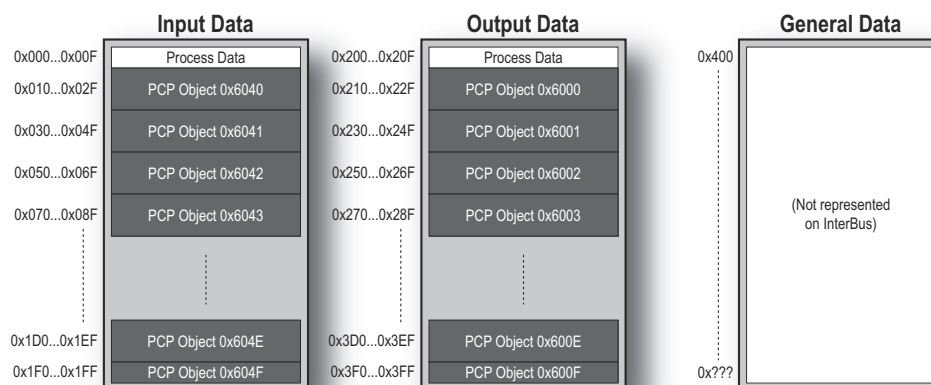 Input Data
0x000...0x00F
Process Data
0x010...0x02F
PCP Object 0x6040
0x030...0x04F
PCP Object 0x6041
0x050...0x06F
PCP Object 0x6042
0x070...0x08F
PCP Object 0x6043
0x1D0...0x1EF
PCP Object 0x604E
0x1F0...0x1FF
PCP Object 0x604F
Output Data
0x200...0x20F
Process Data
0x210...0x22F
PCP Object 0x6000
0x230...0x24F
PCP Object 0x6001
0x250...0x26F
PCP Object 0x6002
0x270...0x28F
PCP Object 0x6003
0x3D0...0x3EF
PCP Object 0x600E
0x3F0...0x3FF
PCP Object 0x600F
General Data
0x400
(Not represented
on InterBus)
0x???